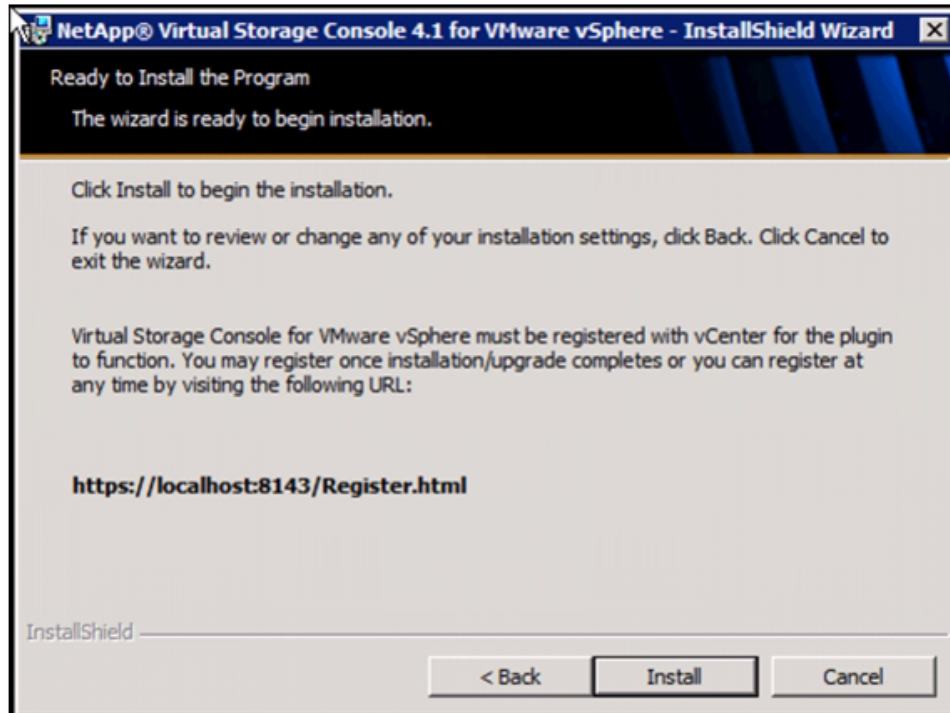 NetApp® Virtual Storage Console 4.1 for VMware vSphere - InstallShield Wizard
Ready to Install the Program
The wizard is ready to begin installation.
Click Install to begin the installation.
If you want to review or change any of your installation settings, click Back. Click Cancel to
exit the wizard.
Virtual Storage Console for VMware vSphere must be registered with vCenter for the plugin
to function. You may register once installation/upgrade completes or you can register at
any time by visiting the following URL:
https://localhost:8143/Register.html
InstallShield
< Back
Install
Cancel